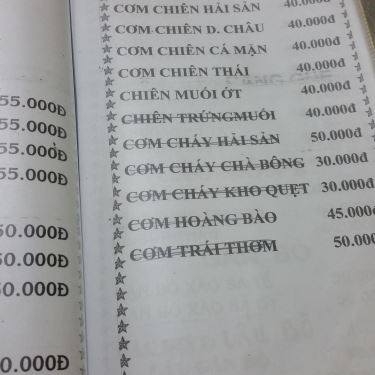 CƠM CHIÊN HẢI SẢN 40.000đ
CƠM CHIÊN D. CHÂU 40.000đ
CƠM CHIÊN CÁ MẶN 40.000đ
CƠM CHIÊN THÁI 40.000đ
CHIÊN MUỐI ỚT 40.000đ
CHIÊN TRỨNG MUỐI 40.000đ
CƠM CHÁY HẢI SẢN 50.000đ
CƠM CHÁY CHÀ BÔNG 30.000đ
CƠM CHÁY KHO QUẸT 30.000đ
CƠM HOÀNG BÀO 45.000đ
CƠM TRÁI THƠM 50.000
55.000Đ
55.000Đ
55.000Đ
55.000Đ
50.000Đ
0.000Đ